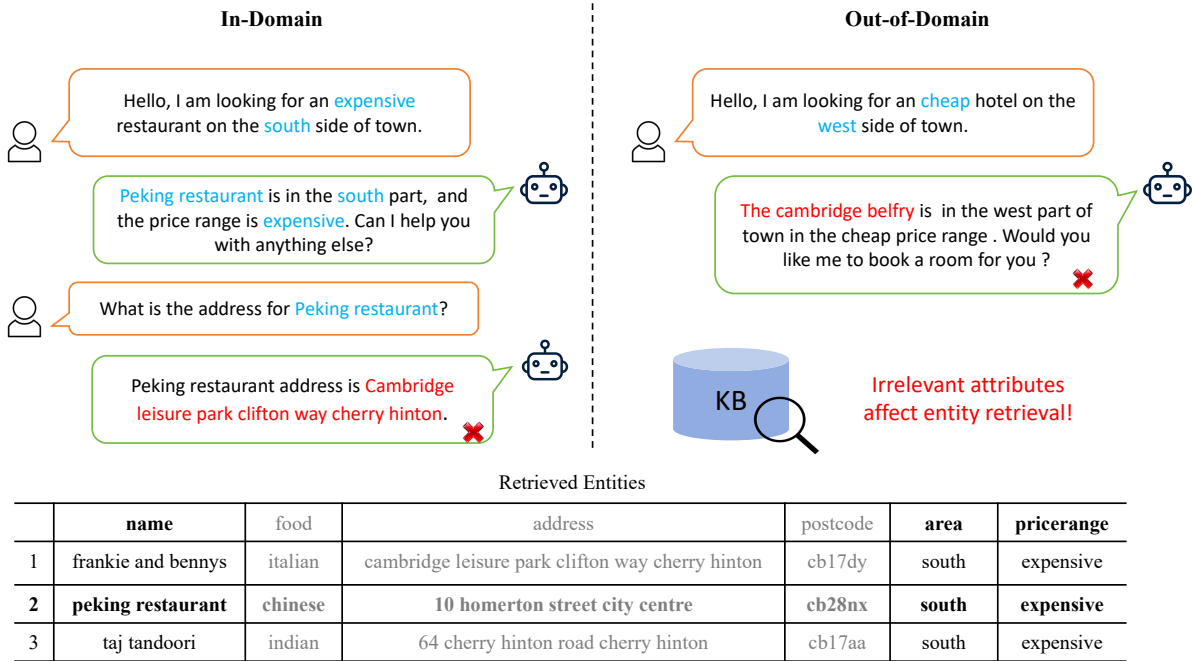 In-Domain
Hello, I am looking for an expensive
restaurant on the south side of town.
Peking restaurant is in the south part,  and
the price range is expensive. Can I help you
with anything else?
What is the address for Peking restaurant?
Peking restaurant address is Cambridge
leisure park clifton way cherry hinton.
Out-of-Domain
Hello, I am looking for an cheap hotel on the
west side of town.
The cambridge belfry is  in the west part of
town in the cheap price range . Would you
like me to book a room for you ?
KB
Irrelevant attributes
affect entity retrieval!
Retrieved Entities
name food address postcode area pricerange
1 frankie and bennys italian cambridge leisure park clifton way cherry hinton cb17dy south expensive
2 peking restaurant chinese 10 homerton street city centre cb28nx south expensive
3 taj tandoori indian 64 cherry hinton road cherry hinton cb17aa south expensive